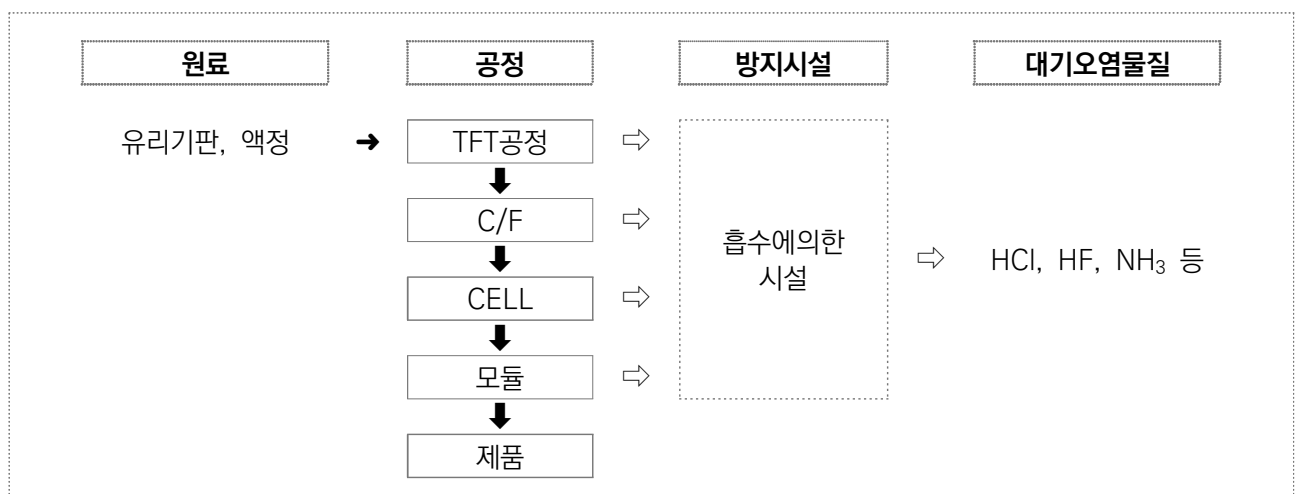 원료 공정 방지시설 대기오염물질
유리기판, 액정 ➜ TFT공정 ⇨
C/F ⇨
흡수에의한
시설
⇨ HCl, HF, NH₃ 등
CELL ⇨
모듈 ⇨
제품